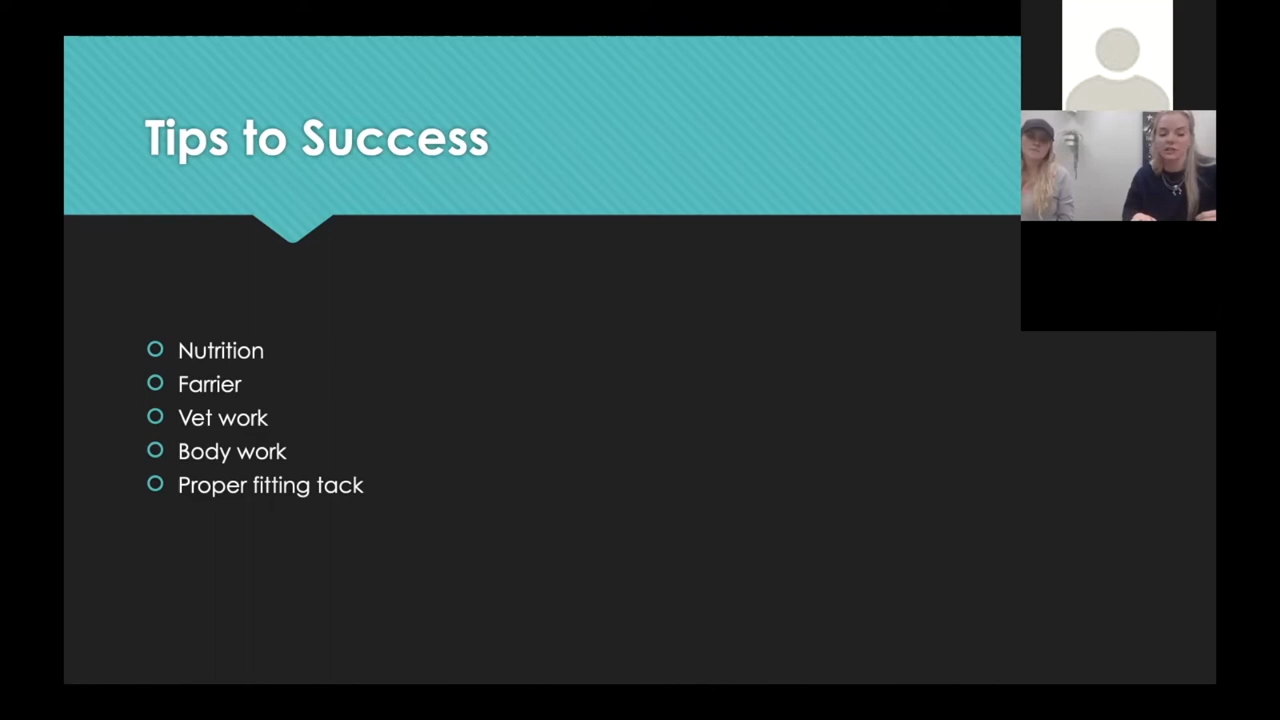 Tips to Success
Nutrition
Farrier
Vet work
Body work
Proper fitting tack